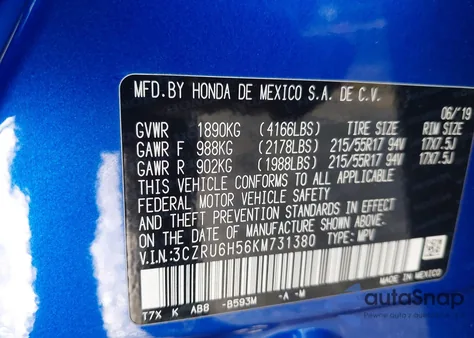 MFD. BY HONDA DE MEXICO S.A. DE C.V.
06/'19
GVWR 1890KG (4166LBS) TIRE SIZE RIM SIZE
GAWR F 988KG (2178LBS) 215/55R17 94V 17X7.5J
GAWR R 902KG (1988LBS) 215/55R17 94V 17X7.5J
THIS VEHICLE CONFORMS TO ALL APPLICABLE
FEDERAL MOTOR VEHICLE SAFETY
AND THEFT PREVENTION STANDARDS IN EFFECT
ON THE DATE OF MANUFACTURE SHOWN ABOVE.
V.I.N:3CZRU6H56KM731380 TYPE: MPV
T7X K AB8 -B593M -A -M
MADE IN MEXICO
autoSnap